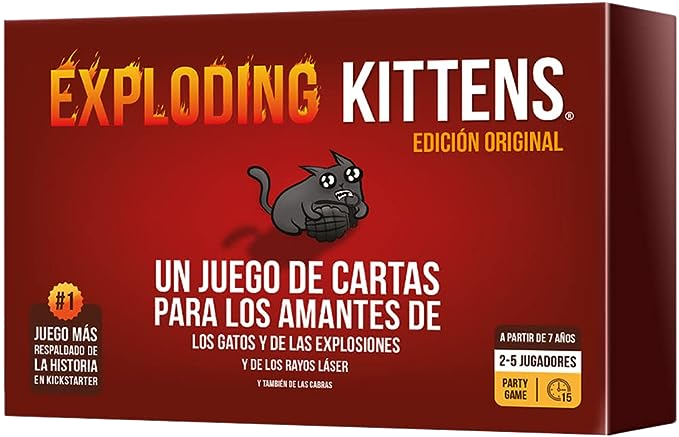 EXPLODING KITTENS®
EDICIÓN ORIGINAL
UN JUEGO DE CARTAS
PARA LOS AMANTES DE
LOS GATOS Y DE LAS EXPLOSIONES
Y DE LOS RAYOS LÁSER
Y TAMBIÉN DE LAS CABRAS
#1
JUEGO MÁS
RESPALDADO DE
LA HISTORIA
EN KICKSTARTER
A PARTIR DE 7 AÑOS
2-5 JUGADORES
PARTY
GAME
15